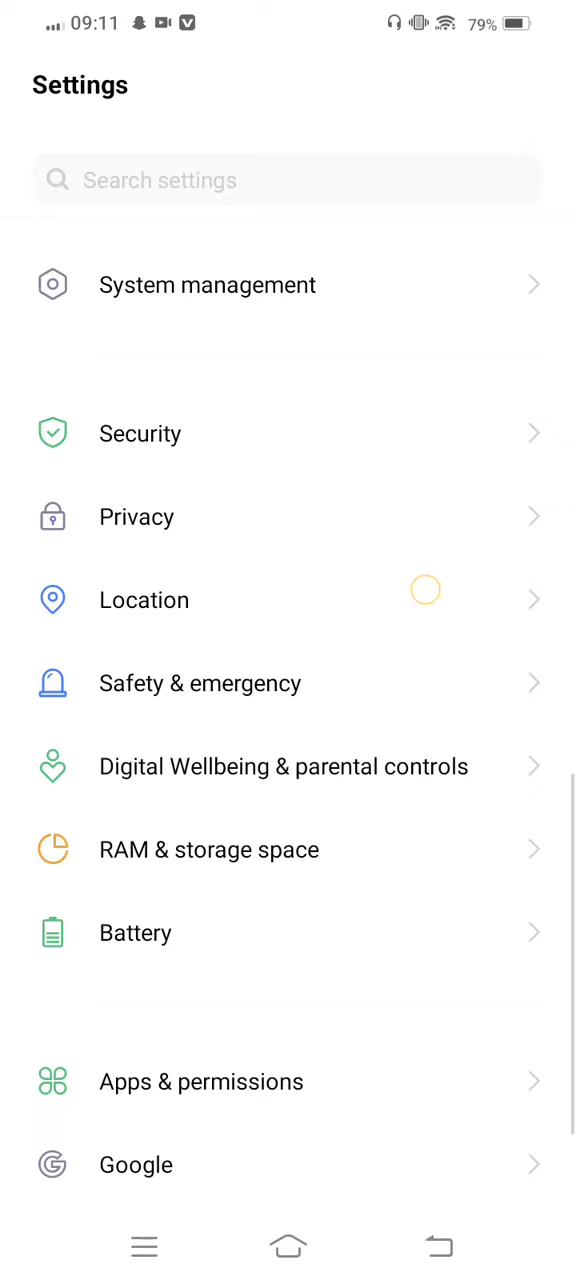 09:11 79%
Settings
Search settings
System management
Security
Privacy
Location
Safety & emergency
Digital Wellbeing & parental controls
RAM & storage space
Battery
Apps & permissions
Google